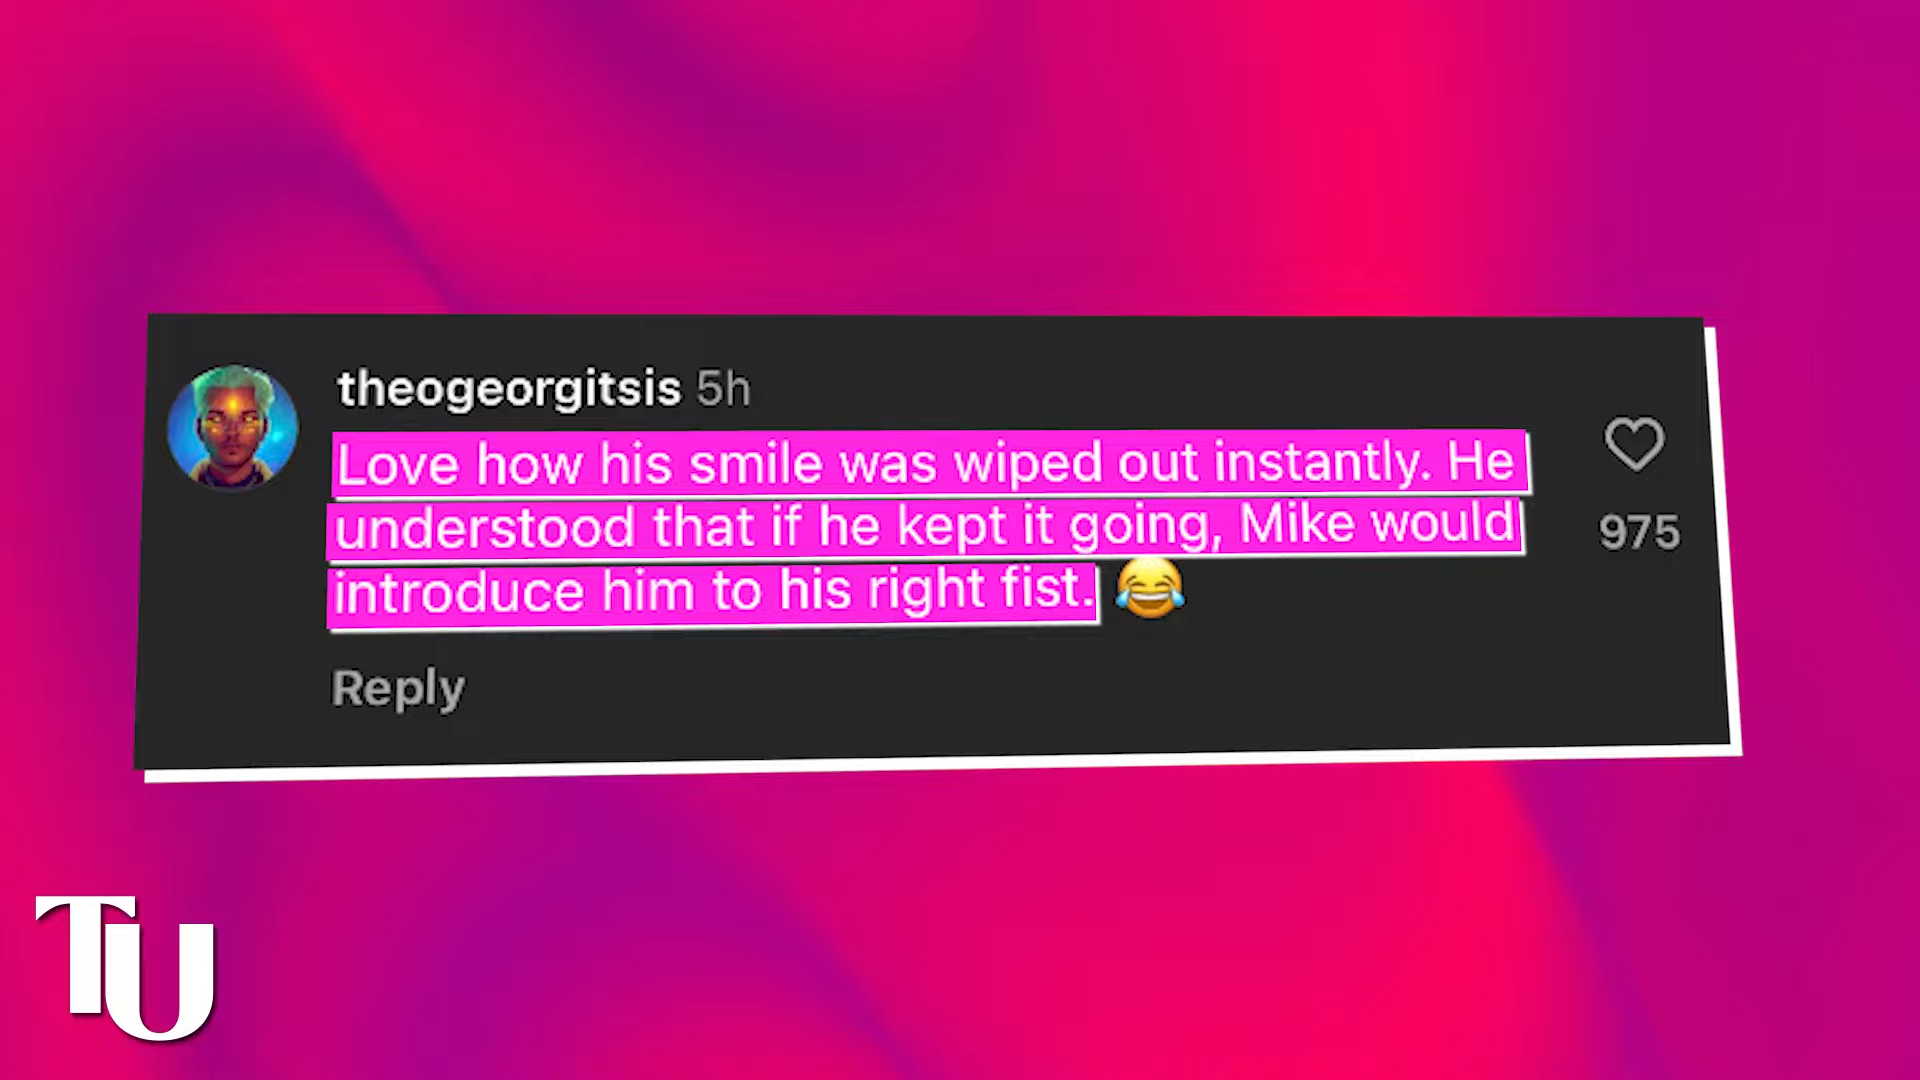 theogeorgitsis 5h
Love how his smile was wiped out instantly. He
understood that if he kept it going, Mike would
introduce him to his right fist. 😂
975
Reply
TU